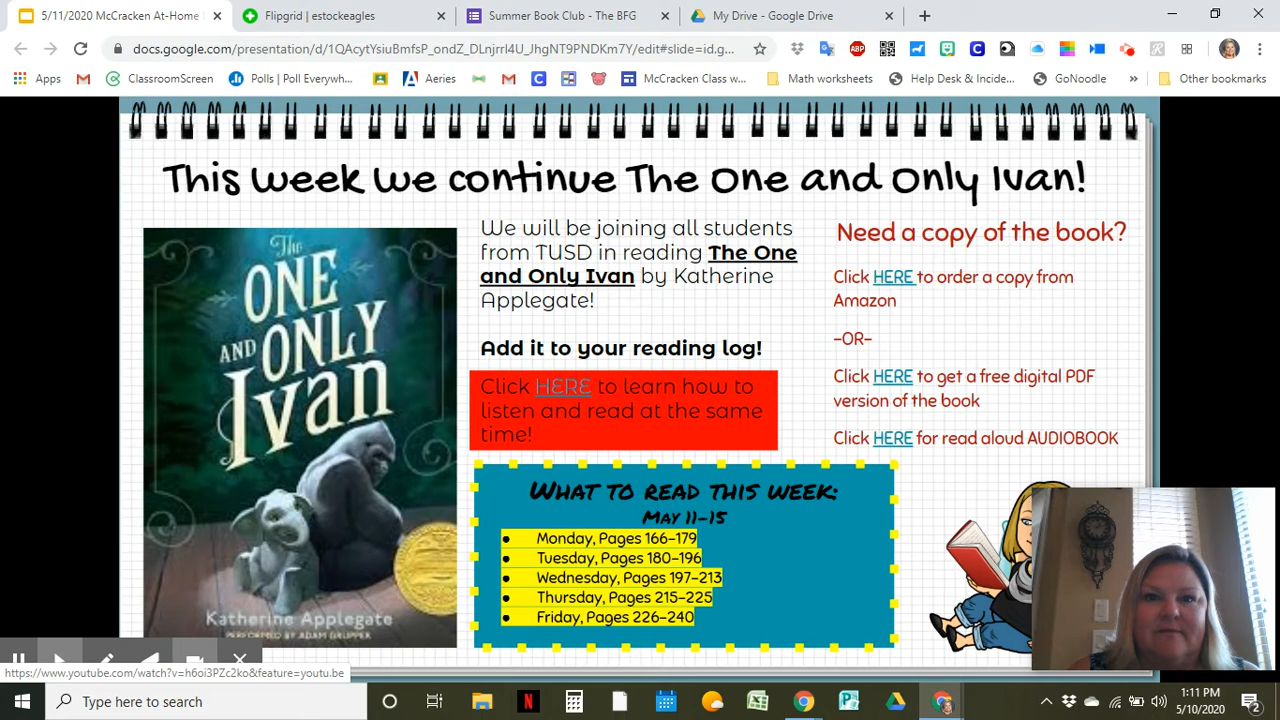 5/11/2020 McCracken At-Home
Flipgrid | estockeagles
Summer Book Club - The BFG
My Drive - Google Drive
docs.google.com/presentation/d/1QAcytYsiuBmfsP_ondZ_DLnjrrl4U_JhgNT9PNDKm7Y/edit#slide=id.g...
Apps
ClassroomScreen
Polls | Poll Everywh...
Aeries
McCracken Class w...
Math worksheets
Help Desk & Incide...
GoNoodle
»
Other bookmarks
This week we continue The One and Only Ivan!
The
ONE
AND ONLY
Ivan
Katherine Applegate
PERFORMED BY ADAM GRUPPER
We will be joining all students
from TUSD in reading The One
and Only Ivan by Katherine
Applegate!
Add it to your reading log!
Click HERE to learn how to
listen and read at the same
time!
Need a copy of the book?
Click HERE to order a copy from
Amazon
-OR-
Click HERE to get a free digital PDF
version of the book
Click HERE for read aloud AUDIOBOOK
What to read this week:
May 11-15
● Monday, Pages 166-179
● Tuesday, Pages 180-196
● Wednesday, Pages 197-213
● Thursday, Pages 215-225
● Friday, Pages 226-240
https://www.youtube.com/watch?v=h6oi3PZc2ko&feature=youtu.be
Type here to search
1:11 PM
5/10/2020